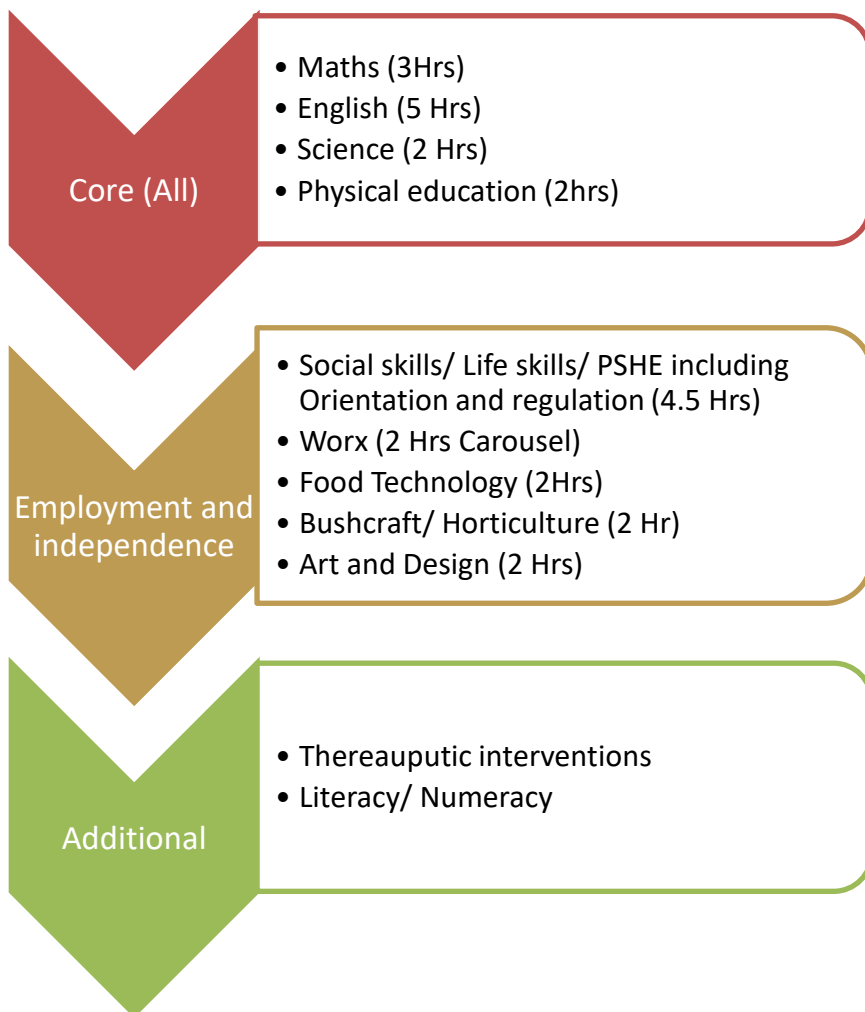 Core (All)
• Maths (3Hrs)
• English (5 Hrs)
• Science (2 Hrs)
• Physical education (2hrs)
Employment and
independence
• Social skills/ Life skills/ PSHE including
Orientation and regulation (4.5 Hrs)
• Worx (2 Hrs Carousel)
• Food Technology (2Hrs)
• Bushcraft/ Horticulture (2 Hr)
• Art and Design (2 Hrs)
Additional
• Thereauputic interventions
• Literacy/ Numeracy